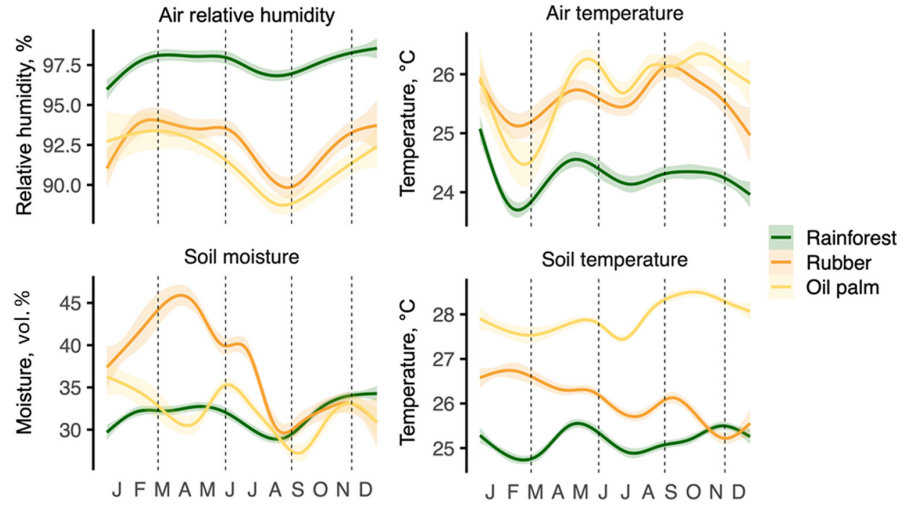 Air relative humidity
Relative humidity, %
97.5
95.0
92.5
90.0
Air temperature
Temperature, °C
26
25
24
Rainforest
Rubber
Oil palm
Soil moisture
Moisture, vol. %
45
40
35
30
J F M A M J J A S O N D
Soil temperature
Temperature, °C
28
27
26
25
J F M A M J J A S O N D